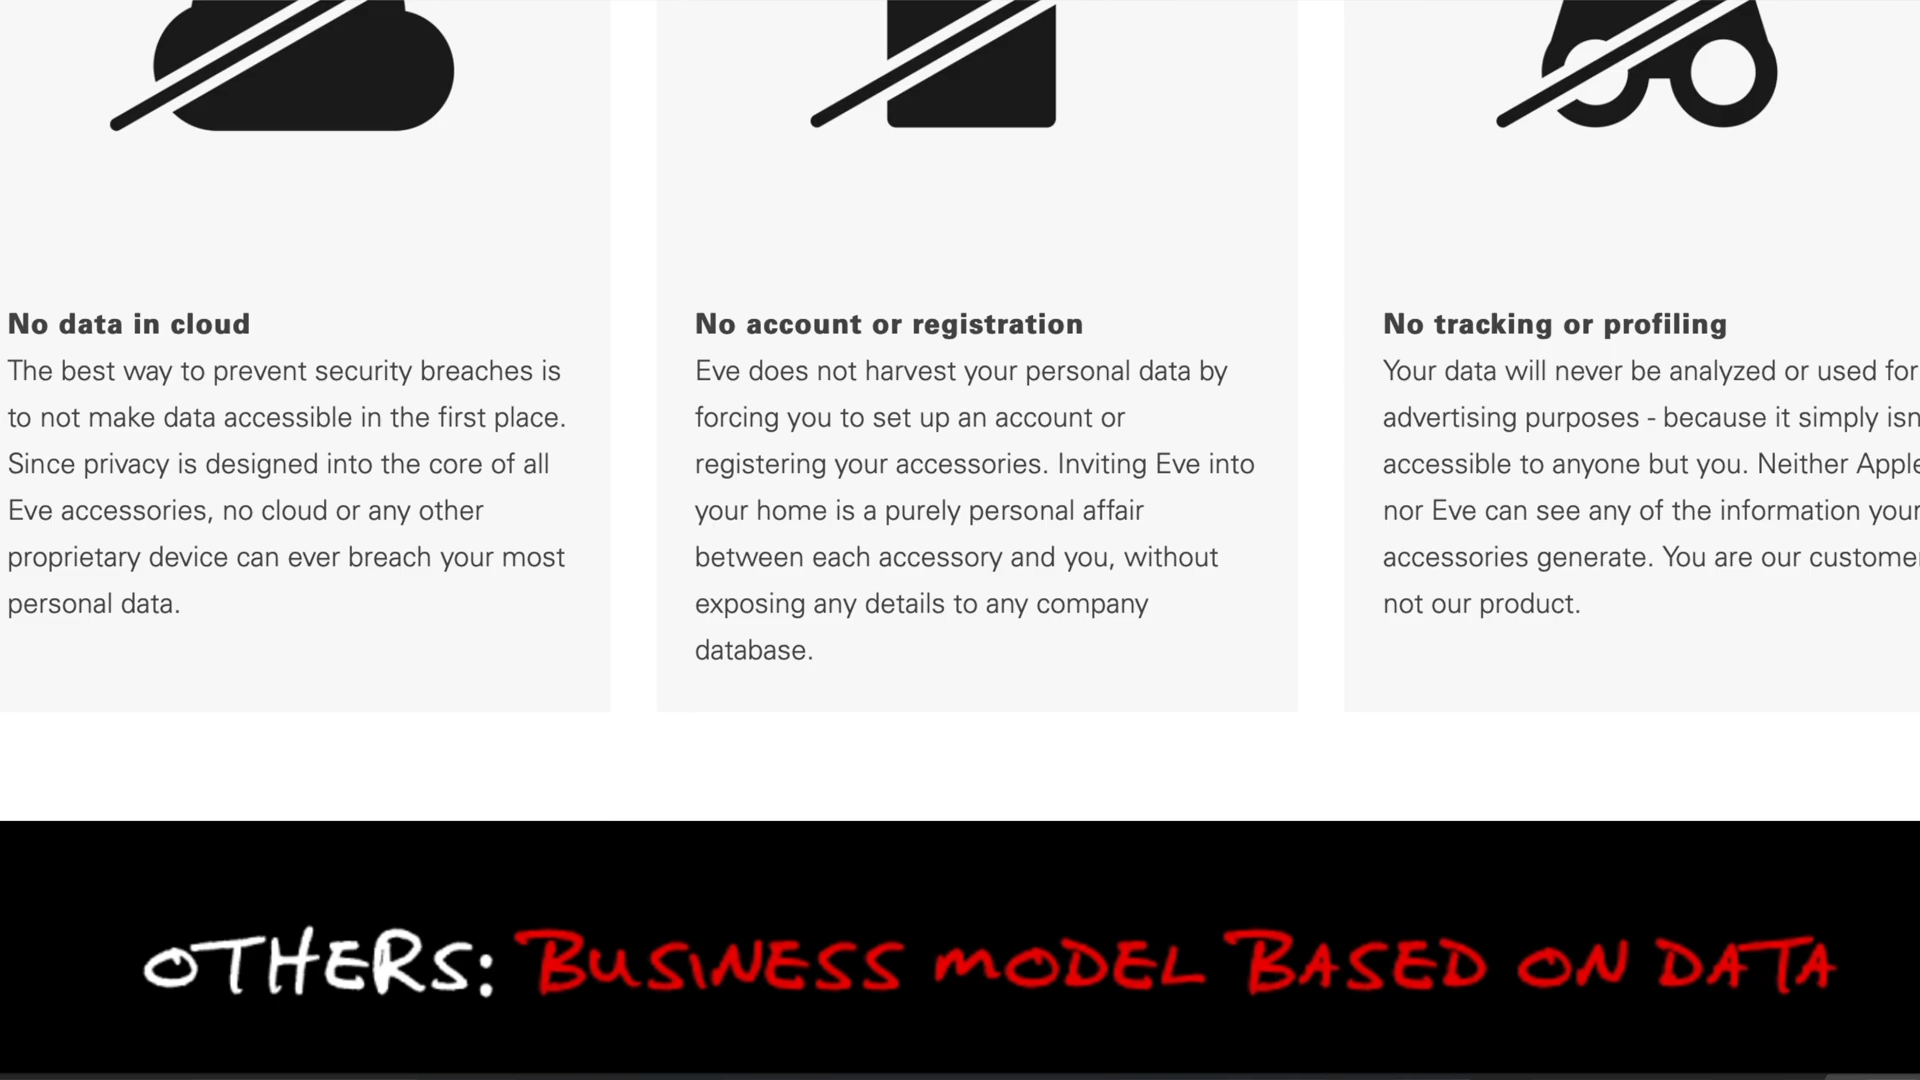 No data in cloud
The best way to prevent security breaches is
to not make data accessible in the first place.
Since privacy is designed into the core of all
Eve accessories, no cloud or any other
proprietary device can ever breach your most
personal data.
No account or registration
Eve does not harvest your personal data by
forcing you to set up an account or
registering your accessories. Inviting Eve into
your home is a purely personal affair
between each accessory and you, without
exposing any details to any company
database.
No tracking or profiling
Your data will never be analyzed or used for
advertising purposes - because it simply isn
accessible to anyone but you. Neither Apple
nor Eve can see any of the information your
accessories generate. You are our custome
not our product.
OTHERS: BUSINESS MODEL BASED ON DATA